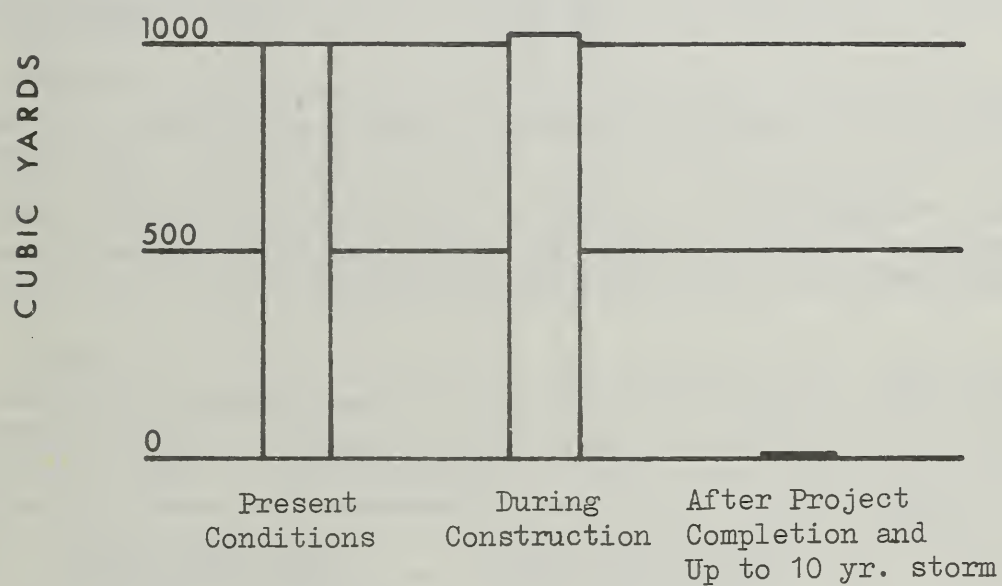 CUBIC YARDS
1000
500
0
Present
Conditions
During
Construction
After Project
Completion and
Up to 10 yr. storm